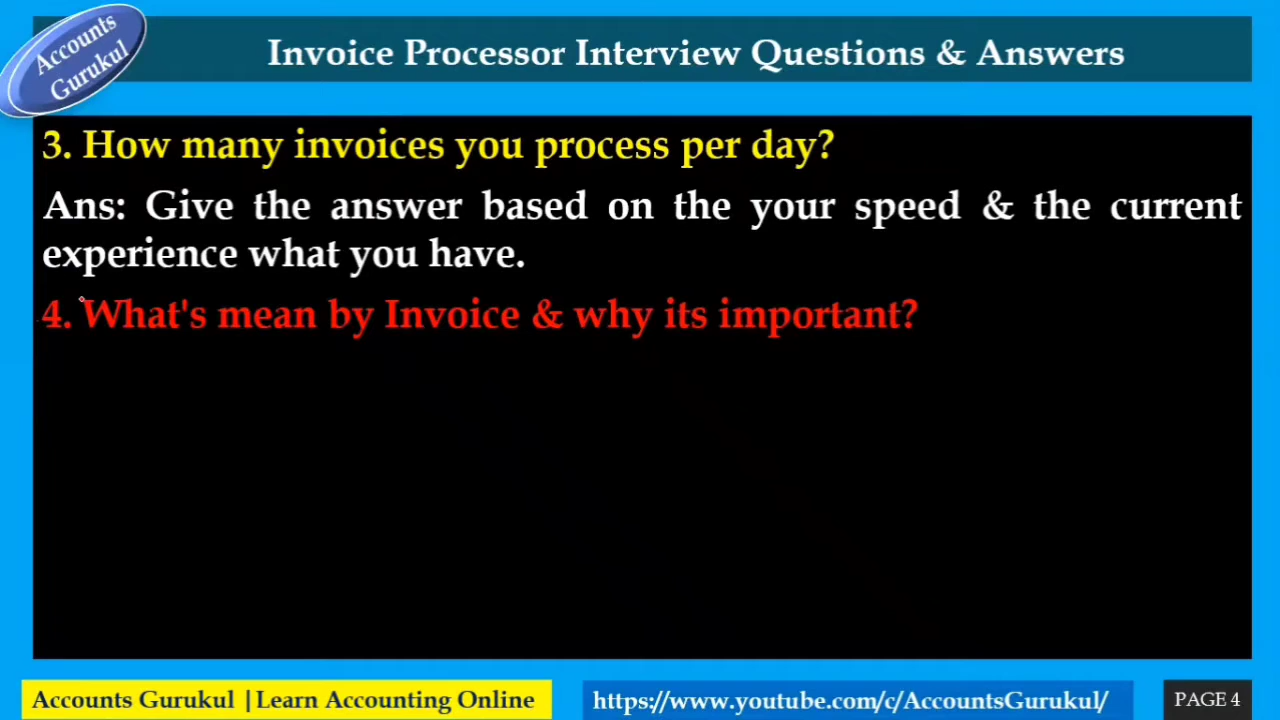 Accounts
Gurukul
Invoice Processor Interview Questions & Answers
3. How many invoices you process per day?
Ans: Give the answer based on the your speed & the current
experience what you have.
4. What's mean by Invoice & why its important?
Accounts Gurukul |Learn Accounting Online
https://www.youtube.com/c/AccountsGurukul/
PAGE 4